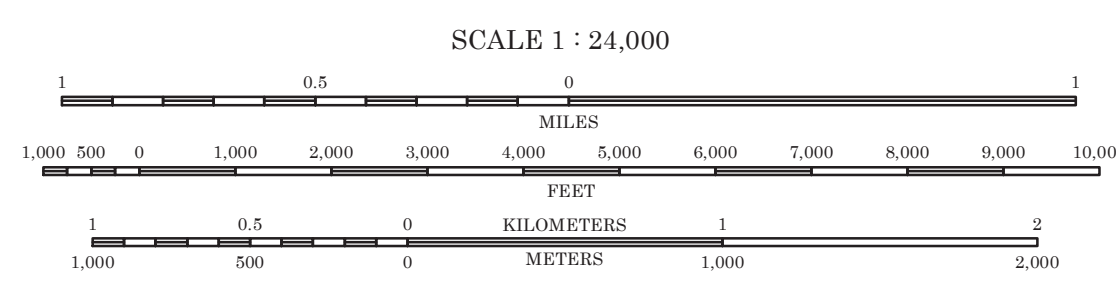 SCALE 1 : 24,000
1 0.5 0 1
MILES
1,000 500 0 1,000 2,000 3,000 4,000 5,000 6,000 7,000 8,000 9,000 10,00
FEET
1 0.5 0 KILOMETERS 1 2
1,000 500 0 METERS 1,000 2,000